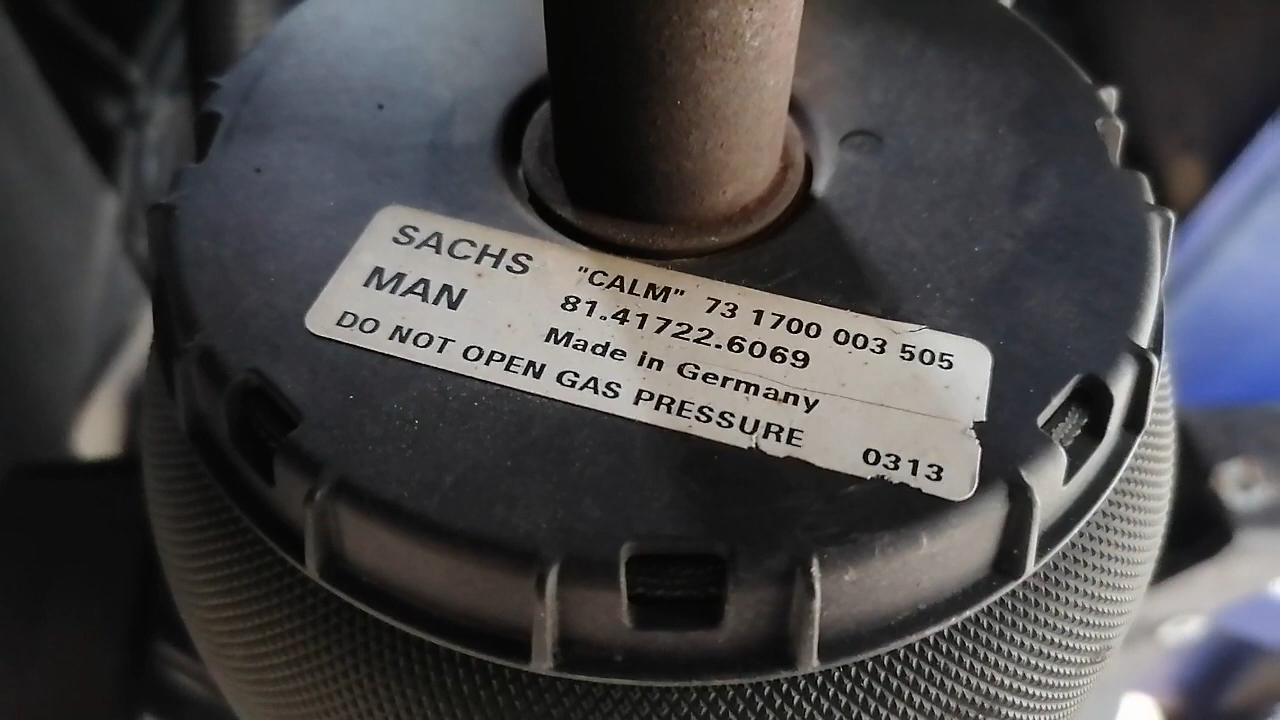 SACHS "CALM" 73 1700 003 505
MAN 81.41722.6069
Made in Germany
DO NOT OPEN GAS PRESSURE 0313